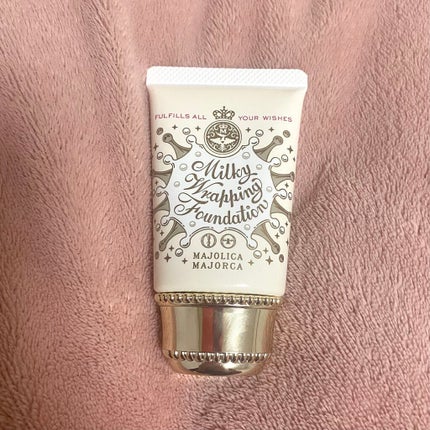 FULFILLS ALL YOUR WISHES
Milky
Wrapping
Foundation
MAJOLICA
MAJORCA